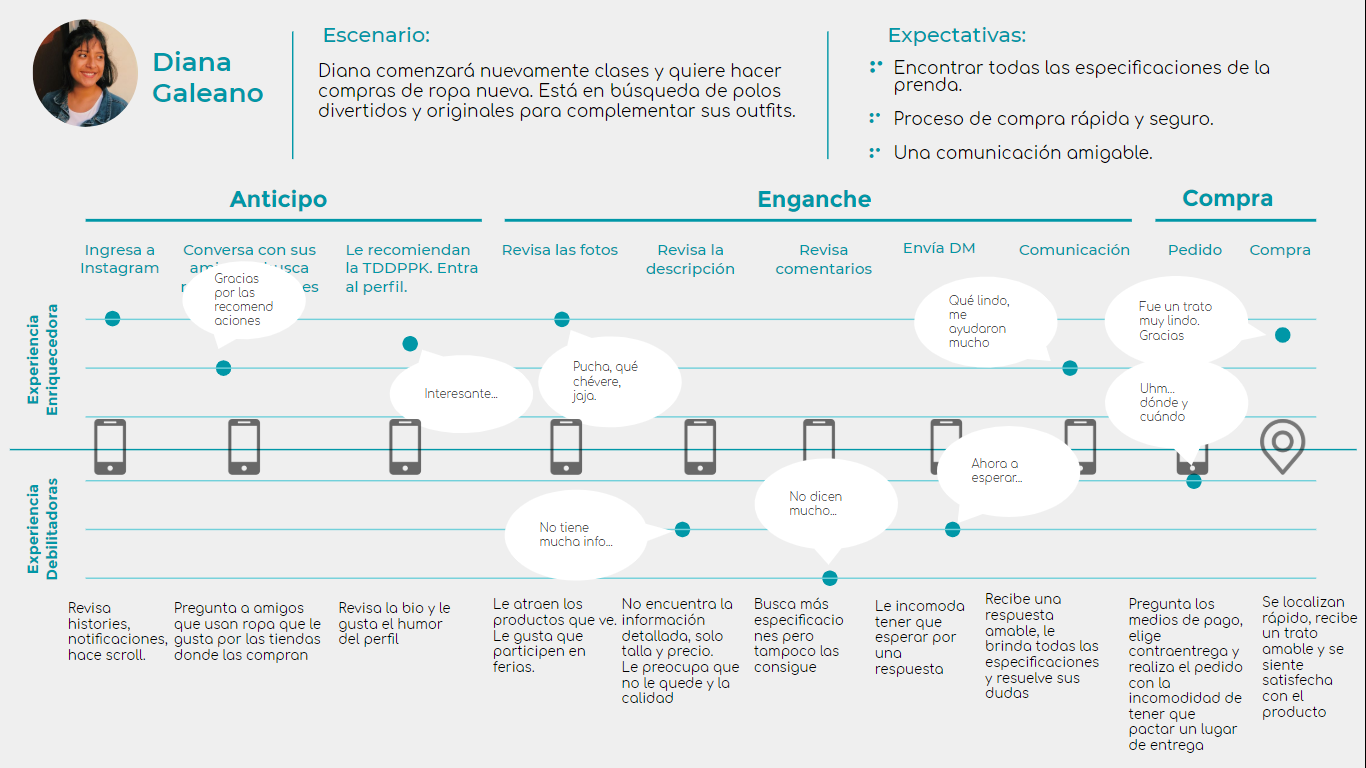 Diana
Galeano
Escenario:
Diana comenzará nuevamente clases y quiere hacer
compras de ropa nueva. Está en búsqueda de polos
divertidos y originales para complementar sus outfits.
Expectativas:
Encontrar todas las especificaciones de la
prenda.
Proceso de compra rápida y seguro.
Una comunicación amigable.
Anticipo
Enganche
Compra
Ingresa a
Instagram
Conversa con sus
Le recomiendan
la TDDPPK. Entra
al perfil.
Revisa las fotos
Revisa la
descripción
Revisa
comentarios
Envía DM
Comunicación
Pedido
Compra
Experiencia
Enriquecedora
Gracias
por las
recomend
aciones
Interesante...
Pucha, qué
chévere,
jaja.
Qué lindo,
me
ayudaron
mucho
Fue un trato
muy lindo.
Gracias
Uhm...
dónde y
cuándo
Experiencia
Debilitadoras
No tiene
mucha info...
No dicen
mucho...
Ahora a
esperar...
Revisa
histories,
notificaciones,
hace scroll.
Pregunta a amigos
que usan ropa que le
gusta por las tiendas
donde las compran
Revisa la bio y le
gusta el humor
del perfil
Le atraen los
productos que ve.
Le gusta que
participen en
ferias.
No encuentra la
información
detallada, solo
talla y precio.
Le preocupa que
no le quede y la
calidad
Busca más
especificacio
nes pero
tampoco las
consigue
Le incomoda
tener que
esperar por
una
respuesta
Recibe una
respuesta
amable, le
brinda todas las
especificaciones
y resuelve sus
dudas
Pregunta los
medios de pago,
elige
contraentrega y
realiza el pedido
con la
incomodidad de
tener que
pactar un lugar
de entrega
Se localizan
rápido, recibe
un trato
amable y se
siente
satisfecha
con el
producto